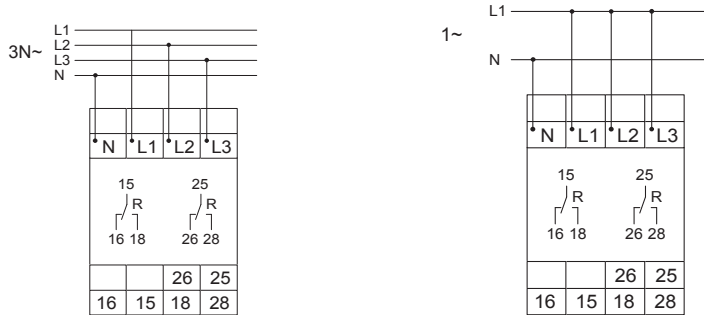 L1
L2
3N~
L3
N
N L1 L2 L3
15 25
R R
16 18 26 28
26 25
16 15 18 28
L1
1~
N
N L1 L2 L3
15 25
R R
16 18 26 28
26 25
16 15 18 28